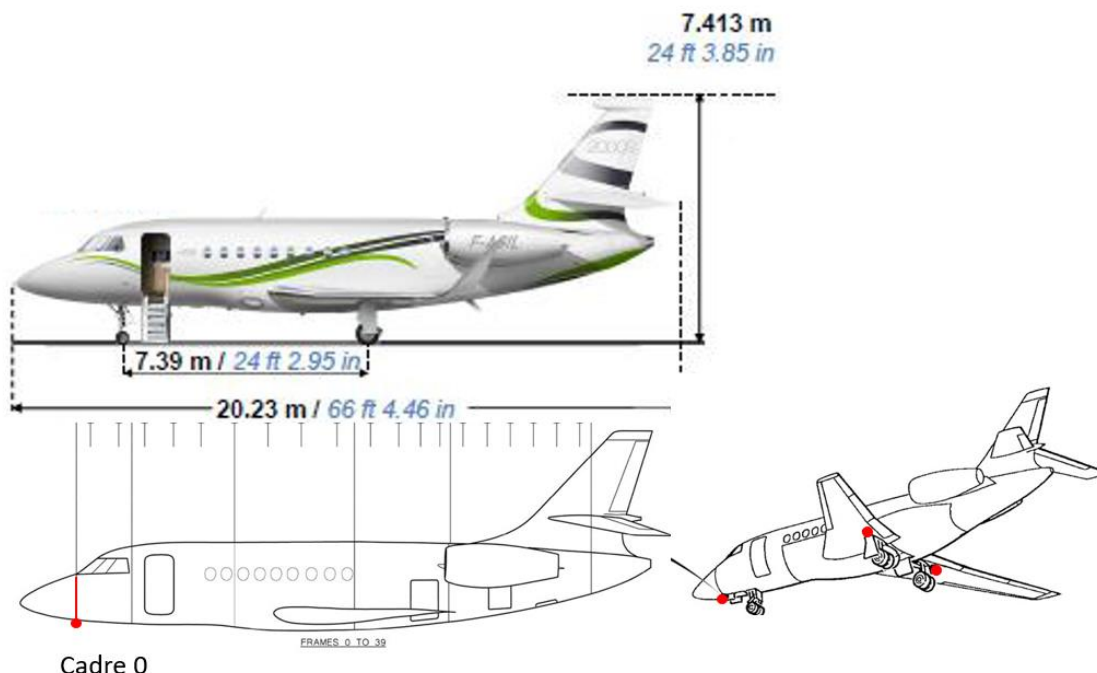 7.413 m
24 ft 3.85 in
7.39 m / 24 ft 2.95 in
20.23 m / 66 ft 4.46 in
FRAMES 0 TO 39
Cadre 0